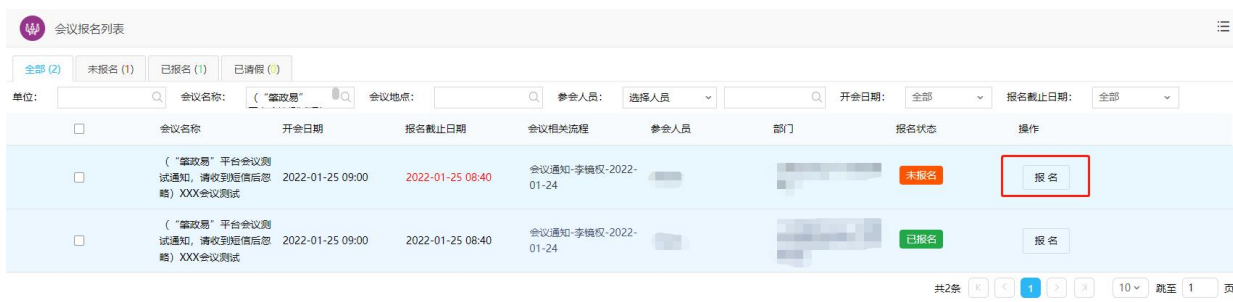 会议报名列表
全部 (2) 未报名 (1) 已报名 (1) 已请假 (0)
单位: 会议名称: (“肇政易” 会议地点: 参会人员: 选择人员 开会日期: 全部 报名截止日期: 全部
会议名称 开会日期 报名截止日期 会议相关流程 参会人员 部门 报名状态 操作
(“肇政易”平台会议测
试通知,请收到短信后忽
略) XXX会议测试
2022-01-25 09:00 2022-01-25 08:40
会议通知-李镜权-2022-
01-24
未报名 报 名
(“肇政易”平台会议测
试通知,请收到短信后忽
略) XXX会议测试
2022-01-25 09:00 2022-01-25 08:40
会议通知-李镜权-2022-
01-24
已报名 报 名
共2条 1 10 跳至 1 页